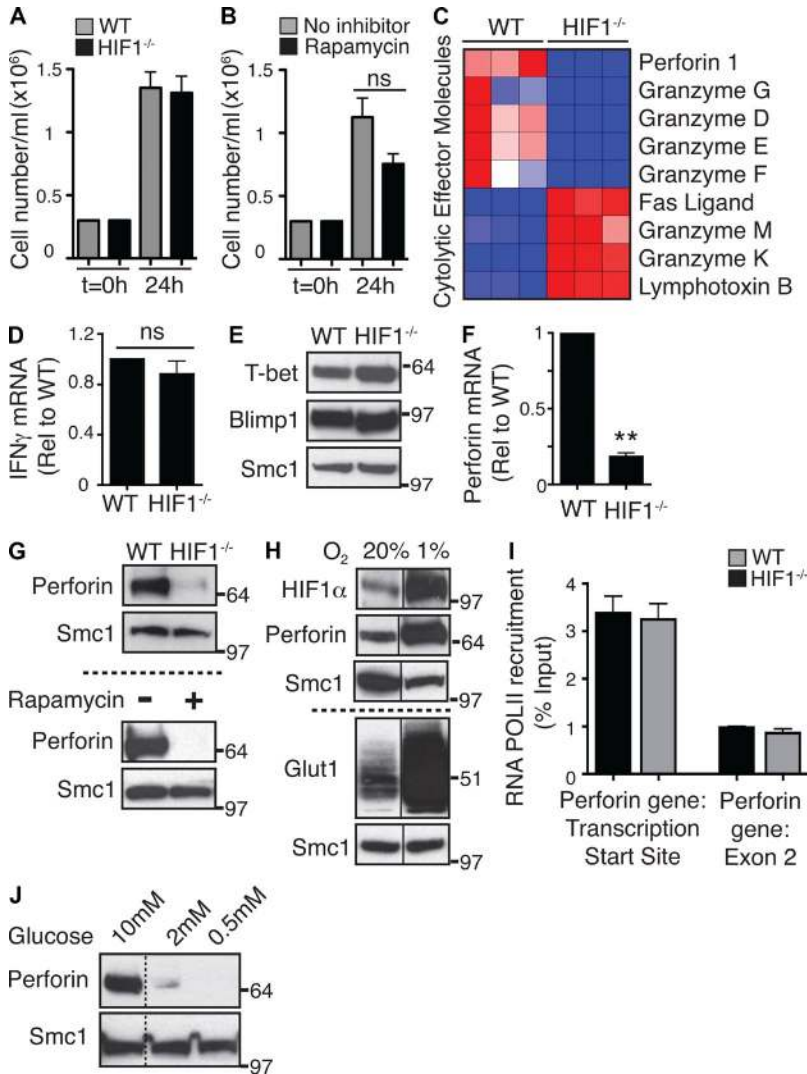 A
WT
HIF1-/-
Cell number/ml (x10⁶)
1.5
1
0.5
0
t=0h
24h
B
No inhibitor
Rapamycin
Cell number/ml (x10⁶)
1.5
1
0.5
0
ns
t=0h
24h
C
WT HIF1-/-
Cytolytic Effector Molecules
Perforin 1
Granzyme G
Granzyme D
Granzyme E
Granzyme F
Fas Ligand
Granzyme M
Granzyme K
Lymphotoxin B
D
IFNγ mRNA
(Rel to WT)
1.2
0.8
0.4
0
ns
WT
HIF1-/-
E
WT HIF1-/-
T-bet
64
Blimp1
97
Smc1
97
F
Perforin mRNA
(Rel to WT)
1
0.5
0
**
WT
HIF1-/-
G
WT HIF1-/-
Perforin
64
Smc1
97
Rapamycin - +
Perforin
64
Smc1
97
H
O₂ 20% 1%
HIF1α
97
Perforin
64
Smc1
97
Glut1
51
Smc1
97
I
WT
HIF1-/-
RNA POLII recruitment
(% Input)
4
3
2
1
0
Perforin gene:
Transcription
Start Site
Perforin
gene:
Exon 2
J
Glucose 10mM 2mM 0.5mM
Perforin
64
Smc1
97